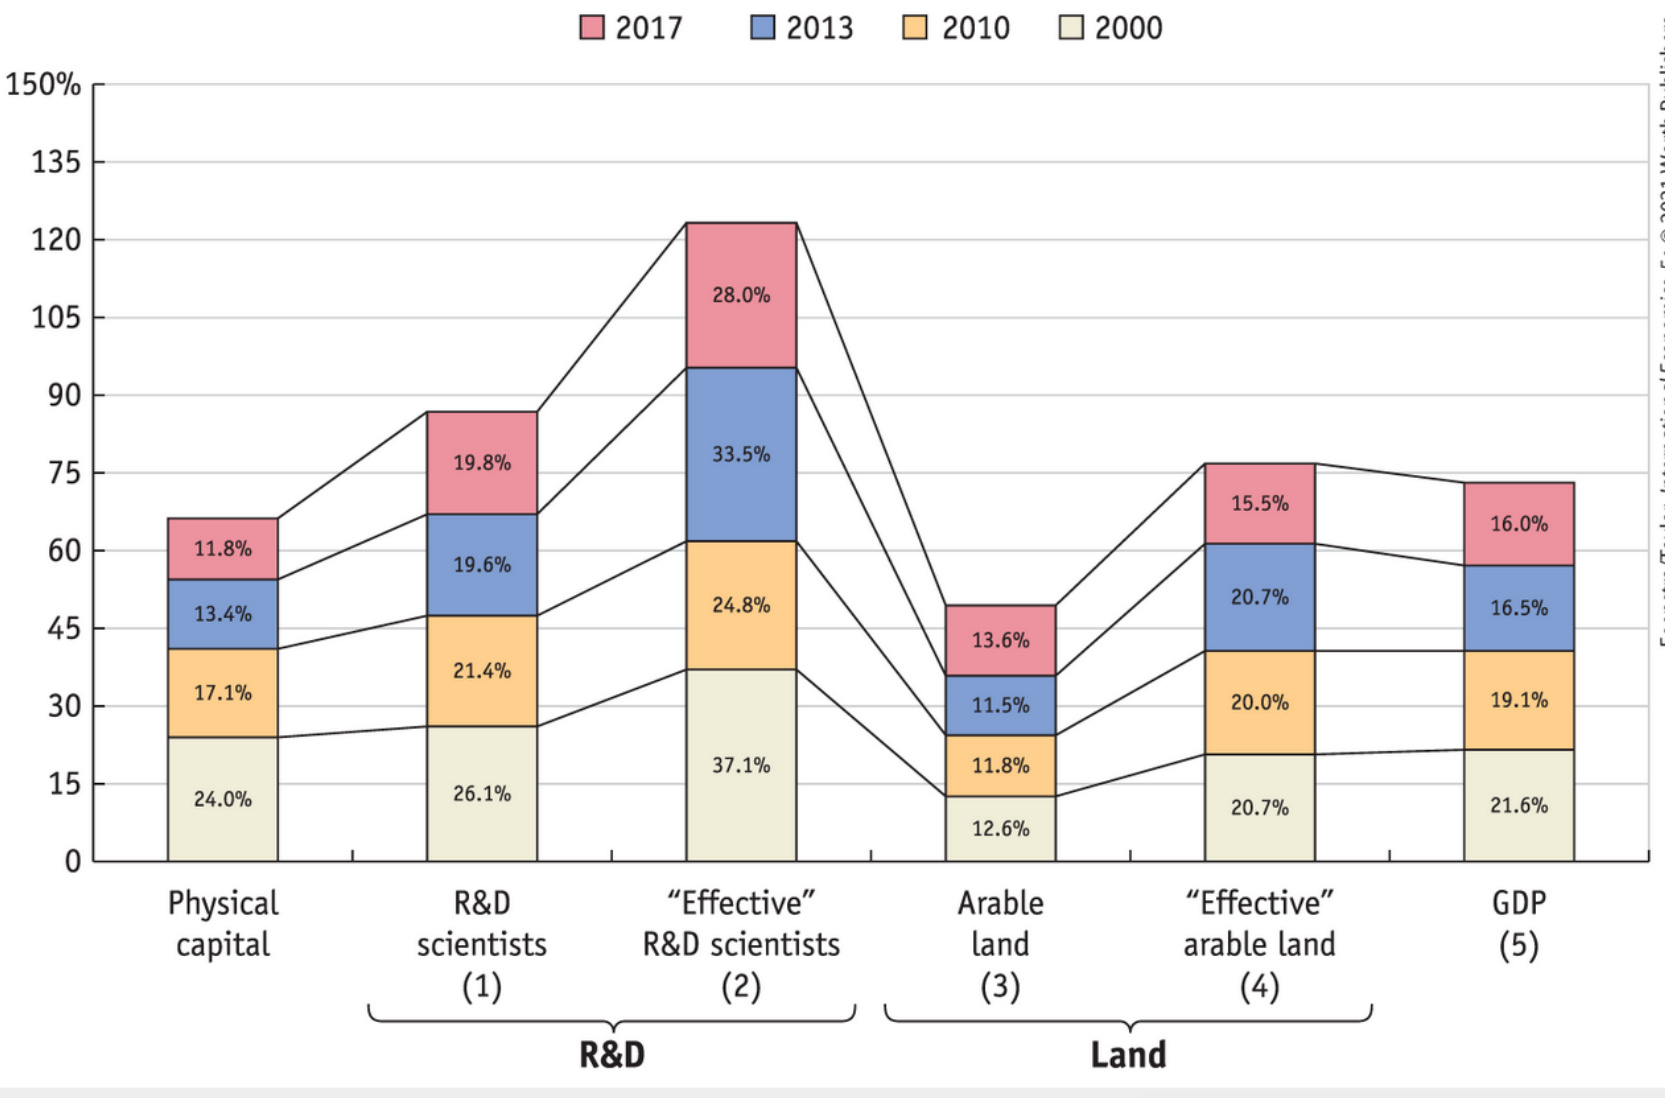 2017 2013 2010 2000
150%
135
120
105
90
75
60
45
30
15
0
11.8%
13.4%
17.1%
24.0%
19.8%
19.6%
21.4%
26.1%
28.0%
33.5%
24.8%
37.1%
13.6%
11.5%
11.8%
12.6%
15.5%
20.7%
20.0%
20.7%
16.0%
16.5%
19.1%
21.6%
Physical
capital
R&D
scientists
(1)
“Effective”
R&D scientists
(2)
Arable
land
(3)
“Effective”
arable land
(4)
GDP
(5)
R&D
Land